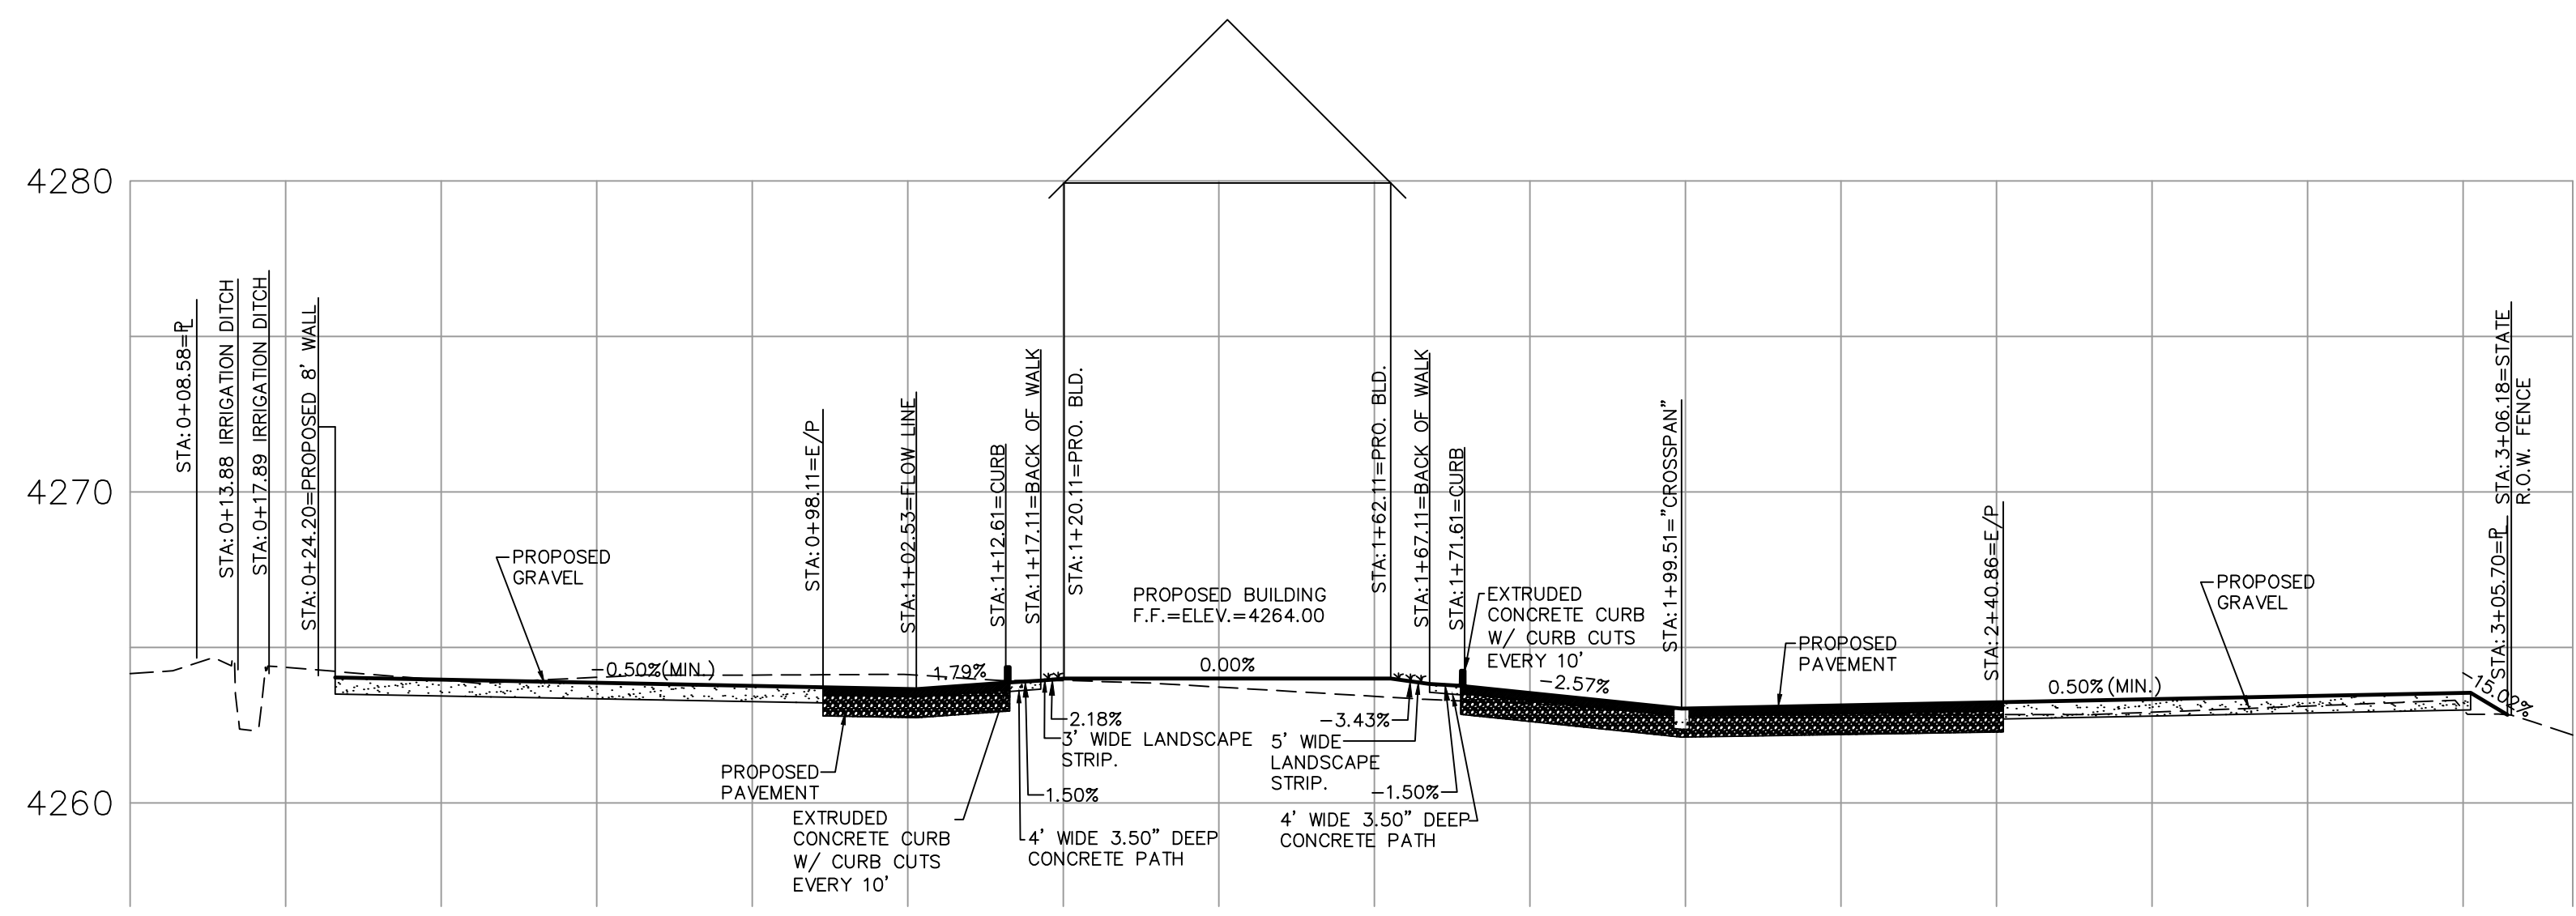 4280
4270
4260
STA:0+08.58=PL
STA:0+13.88 IRRIGATION DITCH
STA:0+17.89 IRRIGATION DITCH
STA:0+24.20=PROPOSED 8' WALL
PROPOSED
GRAVEL
-0.50%(MIN.)
STA:0+98.11=E/P
STA:1+02.53=FLOW LINE
1.79%
STA:1+12.61=CURB
STA:1+17.11=BACK OF WALK
STA:1+20.11=PRO. BLD.
PROPOSED BUILDING
F.F.=ELEV.=4264.00
0.00%
STA:1+62.11=PRO. BLD.
STA:1+67.11=BACK OF WALK
STA:1+71.61=CURB
EXTRUDED
CONCRETE CURB
W/ CURB CUTS
EVERY 10'
-2.57%
STA:1+99.51="CROSSPAN"
PROPOSED
PAVEMENT
STA:2+40.86=E/P
0.50%(MIN.)
PROPOSED
GRAVEL
-15.02%
STA:3+05.70=PL
STA:3+06.18=STATE
R.O.W. FENCE
PROPOSED
PAVEMENT
EXTRUDED
CONCRETE CURB
W/ CURB CUTS
EVERY 10'
2.18%
3' WIDE LANDSCAPE
STRIP.
1.50%
4' WIDE 3.50" DEEP
CONCRETE PATH
-3.43%
5' WIDE
LANDSCAPE
STRIP.
-1.50%
4' WIDE 3.50" DEEP
CONCRETE PATH